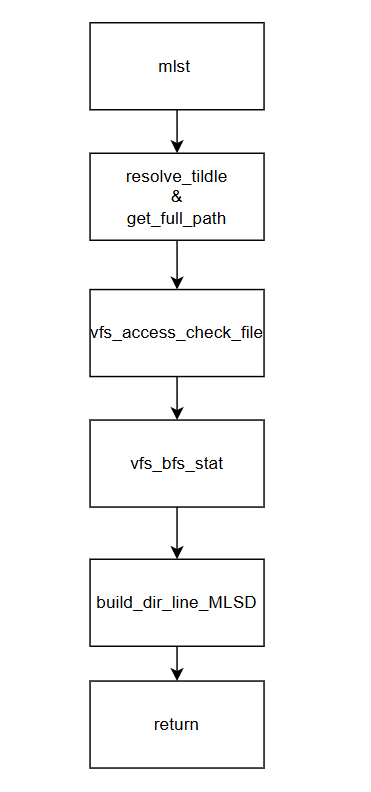 mlst
resolve_tildle
&
get_full_path
vfs_access_check_file
vfs_bfs_stat
build_dir_line_MLSD
return